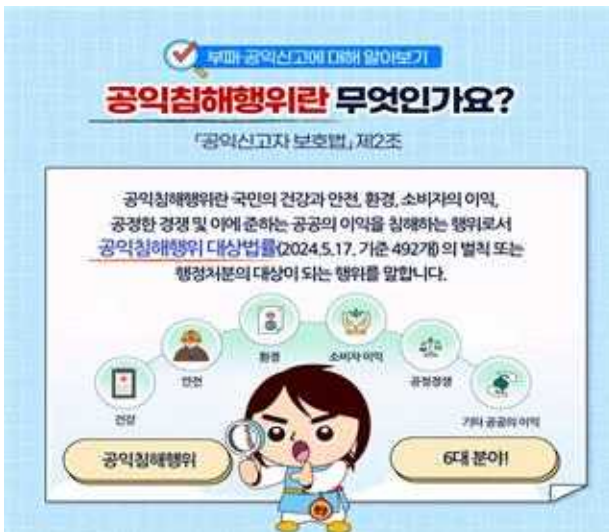 부패·공익신고에 대해 알아보기
공익침해행위란 무엇인가요?
「공익신고자 보호법」 제2조
공익침해행위란 국민의 건강과 안전, 환경, 소비자의 이익,
공정한 경쟁 및 이에 준하는 공공의 이익을 침해하는 행위로서
공익침해행위 대상법률(2024.5.17. 기준 492개) 의 벌칙 또는
행정처분의 대상이 되는 행위를 말합니다.
건강
안전
환경
소비자 이익
공정경쟁
기타 공공의 이익
공익침해행위
6대 분야!